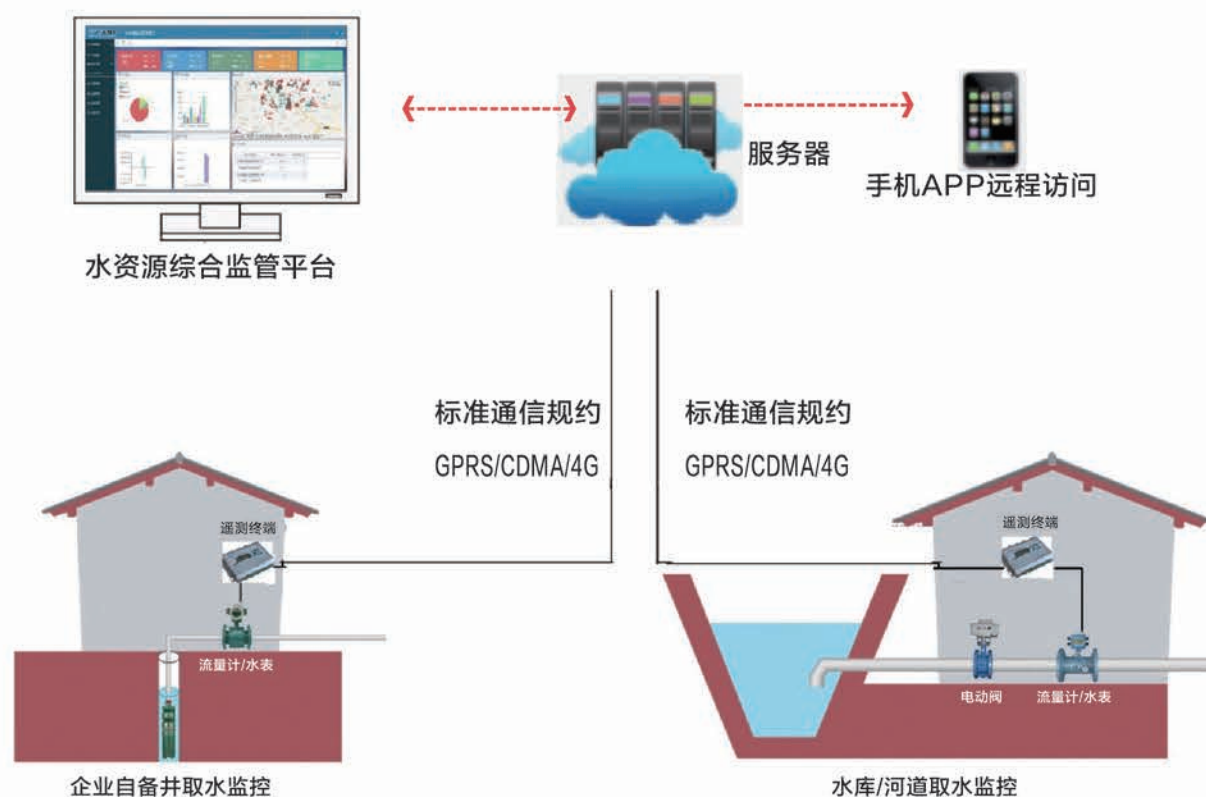 服务器
手机APP远程访问
水资源综合监管平台
标准通信规约
GPRS/CDMA/4G
标准通信规约
GPRS/CDMA/4G
遥测终端
流量计/水表
企业自备井取水监控
遥测终端
电动阀
流量计/水表
水库/河道取水监控